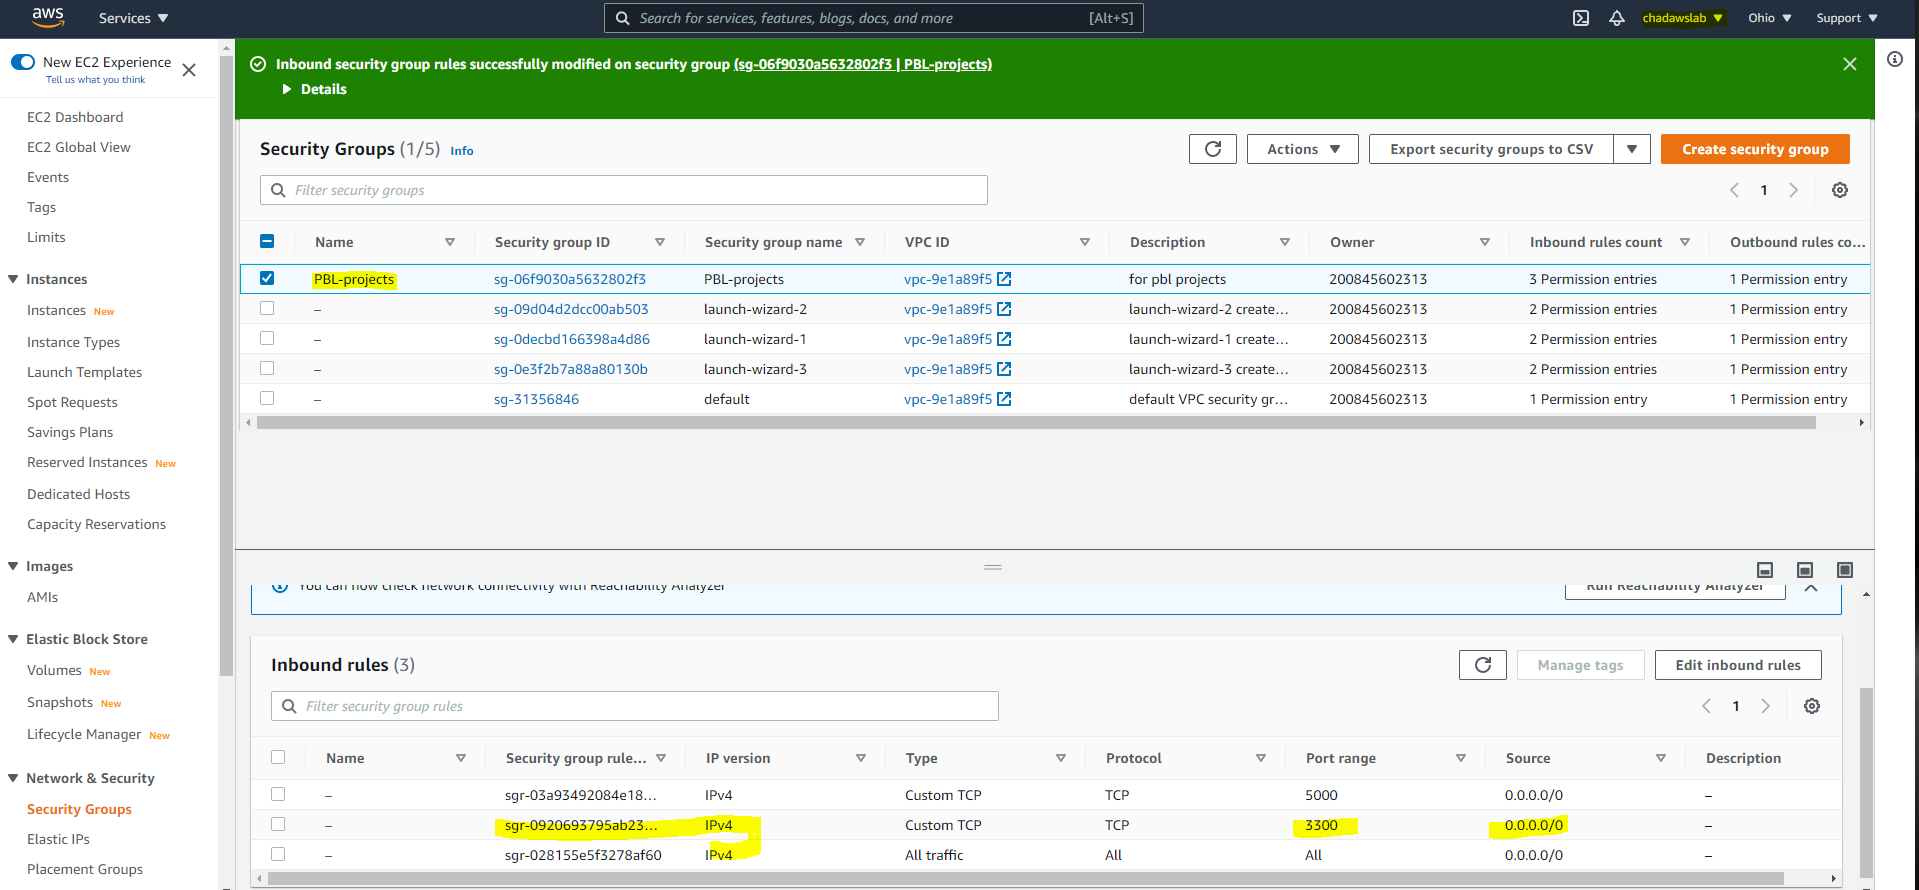 aws Services Search for services, features, blogs, docs, and more [Alt+S] chadawslab Ohio Support
New EC2 Experience
Tell us what you think
EC2 Dashboard
EC2 Global View
Events
Tags
Limits
Instances
Instances New
Instance Types
Launch Templates
Spot Requests
Savings Plans
Reserved Instances New
Dedicated Hosts
Capacity Reservations
Images
AMIs
Elastic Block Store
Volumes New
Snapshots New
Lifecycle Manager New
Network & Security
Security Groups
Elastic IPs
Placement Groups
Inbound security group rules successfully modified on security group (sg-06f9030a5632802f3 | PBL-projects)
Details
Security Groups (1/5) Info Actions Export security groups to CSV Create security group
Filter security groups 1
Name Security group ID Security group name VPC ID Description Owner Inbound rules count Outbound rules co...
PBL-projects sg-06f9030a5632802f3 PBL-projects vpc-9e1a89f5 for pbl projects 200845602313 3 Permission entries 1 Permission entry
– sg-09d04d2dcc00ab503 launch-wizard-2 vpc-9e1a89f5 launch-wizard-2 create... 200845602313 2 Permission entries 1 Permission entry
– sg-0decbd166398a4d86 launch-wizard-1 vpc-9e1a89f5 launch-wizard-1 create... 200845602313 2 Permission entries 1 Permission entry
– sg-0e3f2b7a88a80130b launch-wizard-3 vpc-9e1a89f5 launch-wizard-3 create... 200845602313 2 Permission entries 1 Permission entry
– sg-31356846 default vpc-9e1a89f5 default VPC security gr... 200845602313 1 Permission entry 1 Permission entry
You can now check network connectivity with Reachability Analyzer Run Reachability Analyzer
Inbound rules (3) Manage tags Edit inbound rules
Filter security group rules 1
Name Security group rule... IP version Type Protocol Port range Source Description
– sgr-03a93492084e18... IPv4 Custom TCP TCP 5000 0.0.0.0/0 –
– sgr-0920693795ab23... IPv4 Custom TCP TCP 3300 0.0.0.0/0 –
– sgr-028155e5f3278af60 IPv4 All traffic All All 0.0.0.0/0 –